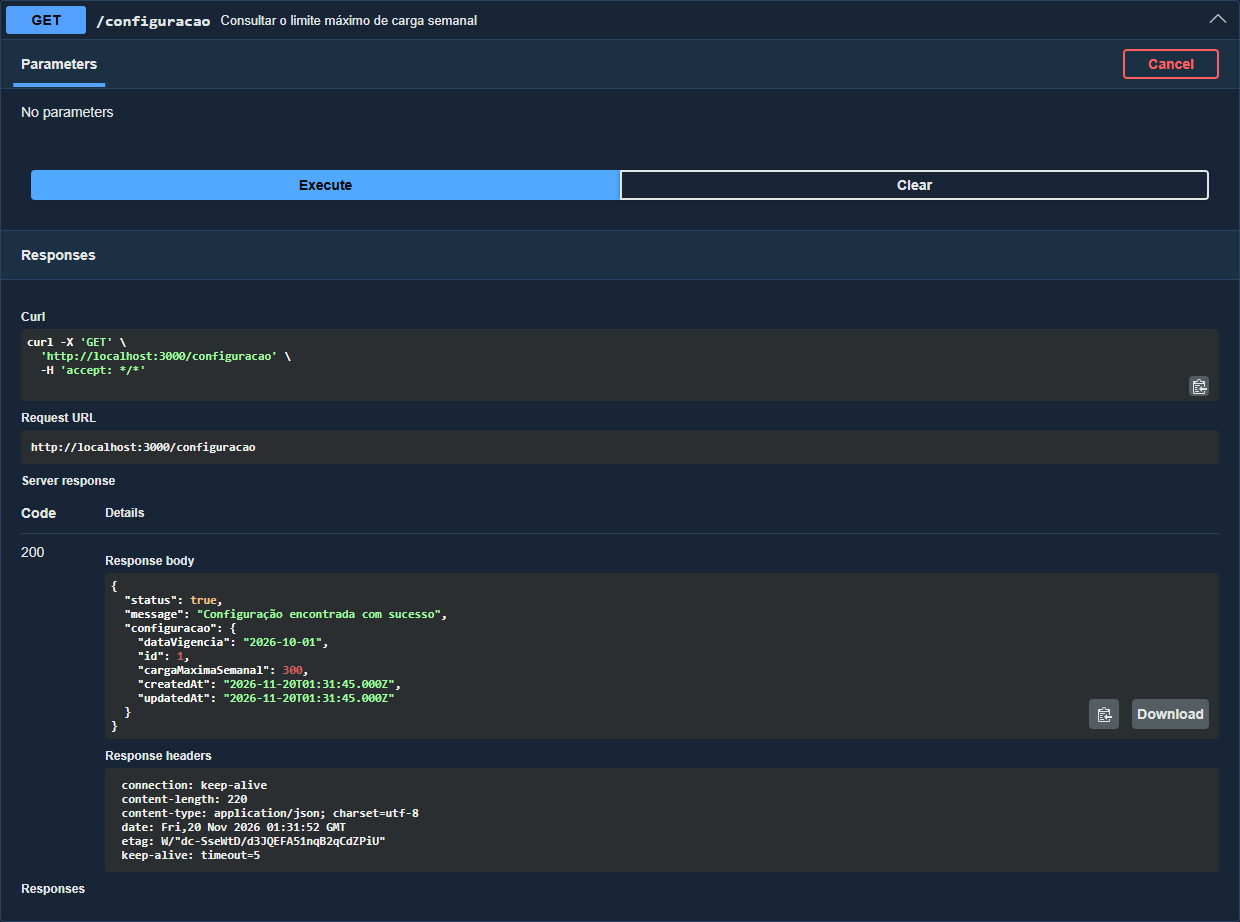 GET /configuracao Consultar o limite máximo de carga semanal
Parameters
Cancel
No parameters
Execute
Clear
Responses
Curl
curl -X 'GET' \
  'http://localhost:3000/configuracao' \
  -H 'accept: */*'
Request URL
http://localhost:3000/configuracao
Server response
Code Details
200
Response body
{
  "status": true,
  "message": "Configuração encontrada com sucesso",
  "configuracao": {
    "dataVigencia": "2026-10-01",
    "id": 1,
    "cargaMaximaSemanal": 300,
    "createdAt": "2026-11-20T01:31:45.000Z",
    "updatedAt": "2026-11-20T01:31:45.000Z"
  }
}
Download
Response headers
connection: keep-alive
content-length: 220
content-type: application/json; charset=utf-8
date: Fri,20 Nov 2026 01:31:52 GMT
etag: W/"dc-SseWtD/d3JQEFA51nqB2qCdZPiU"
keep-alive: timeout=5
Responses